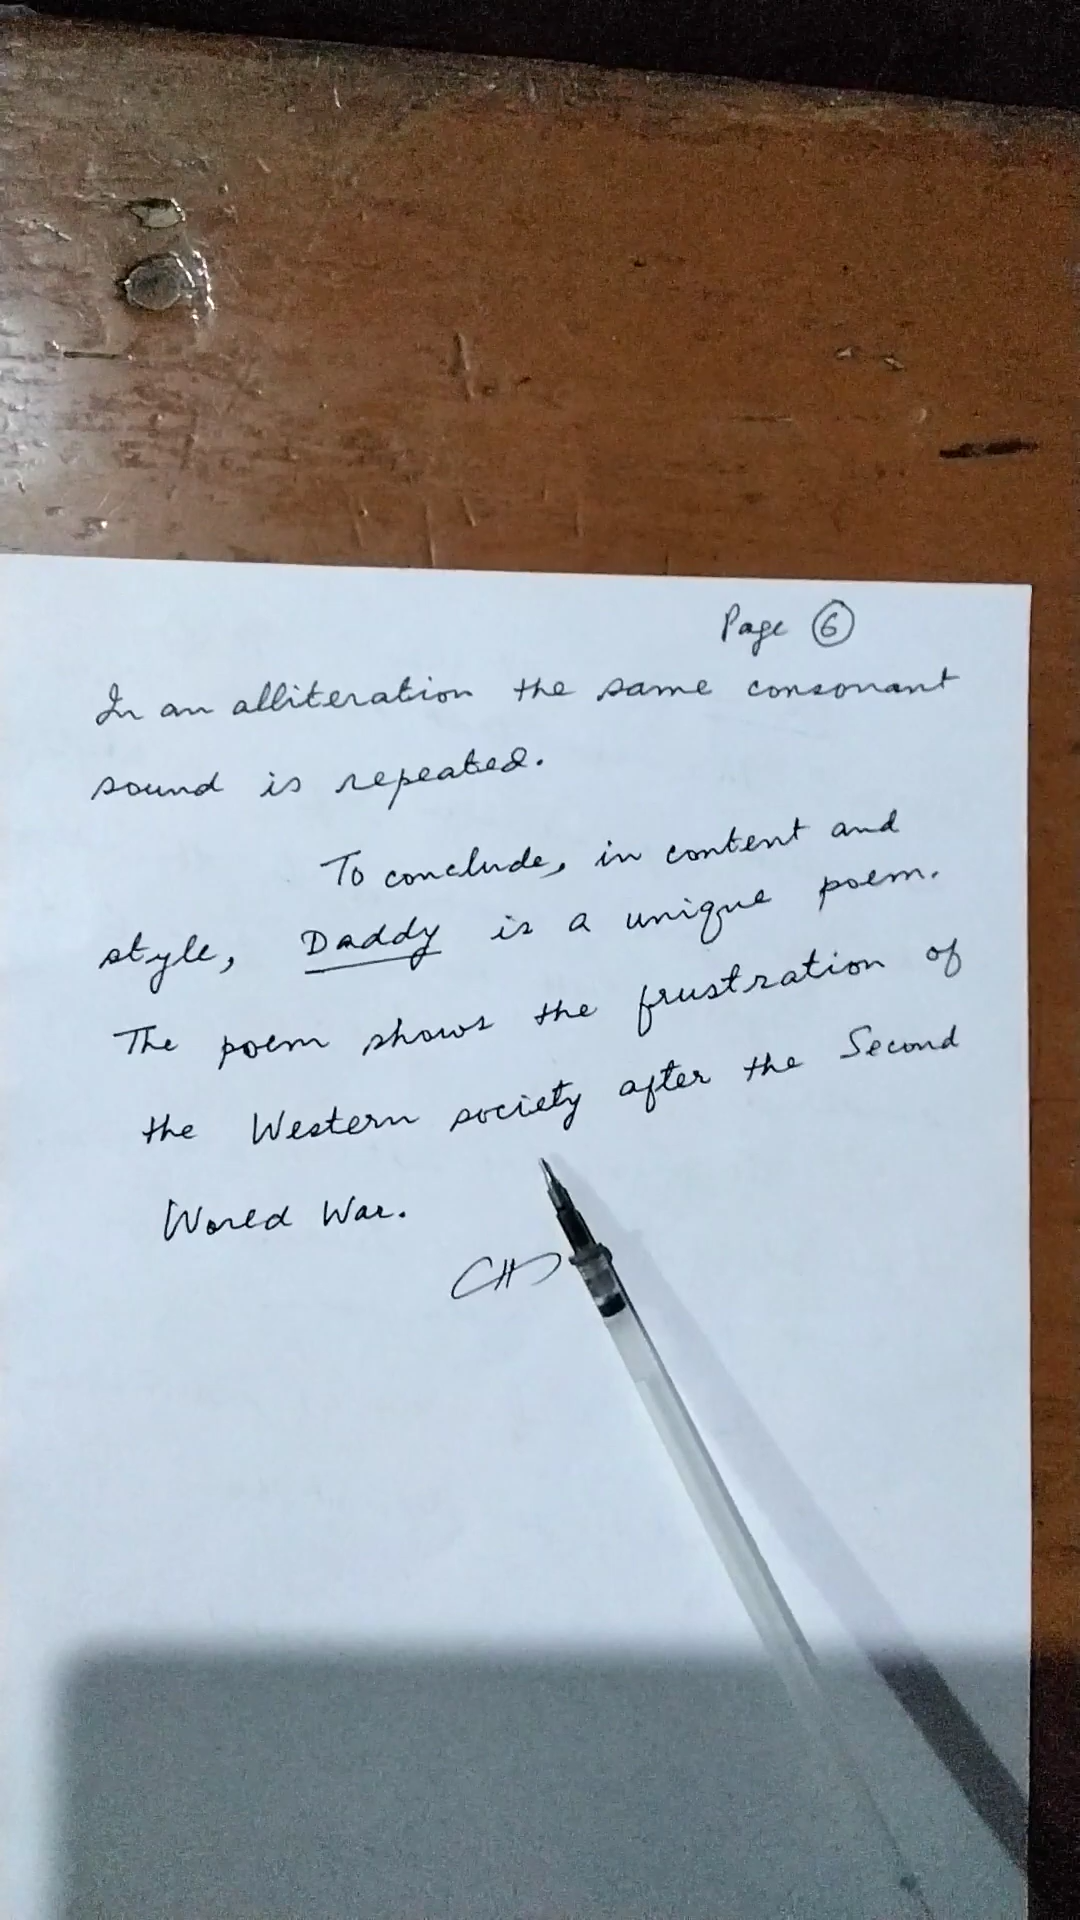 Page 6
In an alliteration the same consonant
sound is repeated.
To conclude, in content and
style, Daddy is a unique poem.
The poem shows the frustration of
the Western society after the Second
World War.